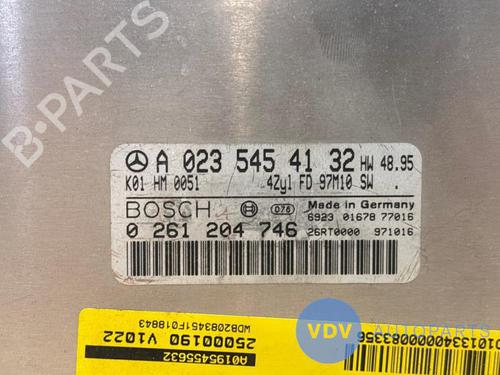 B-PARTS
A 023 545 41 32 HW 48.95
K01 HM 0051 4Zyl FD 97M10 SW .
BOSCH 076 Made in Germany
6923 01678 77016
0 261 204 746 26RT0000 971016
VDV AUTOPARTS
WDB2083451F018843
25000190 V1022
A0195455632